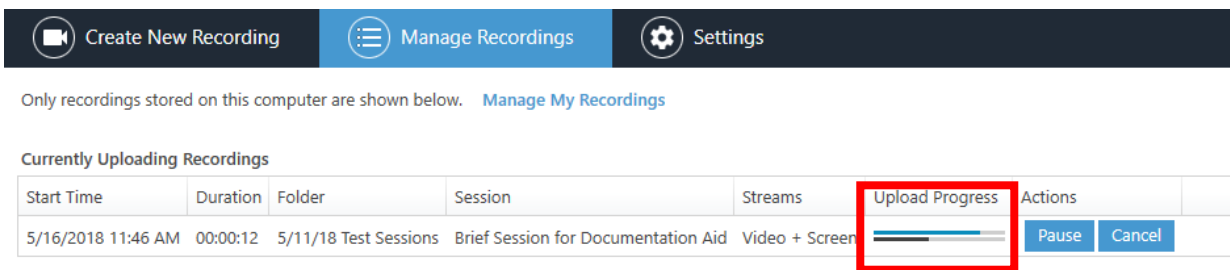 Create New Recording Manage Recordings Settings
Only recordings stored on this computer are shown below. Manage My Recordings
Currently Uploading Recordings
Start Time Duration Folder Session Streams Upload Progress Actions
5/16/2018 11:46 AM 00:00:12 5/11/18 Test Sessions Brief Session for Documentation Aid Video + Screen Pause Cancel